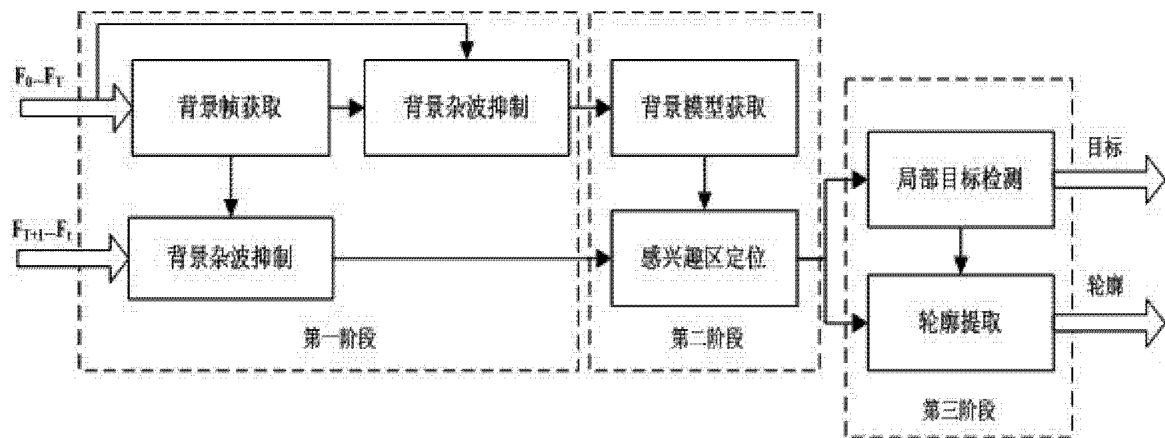 F0--FT
背景帧获取
背景杂波抑制
背景模型获取
局部目标检测
目标
FT+1--Ft
背景杂波抑制
感兴趣区定位
轮廓提取
轮廓
第一阶段
第二阶段
第三阶段